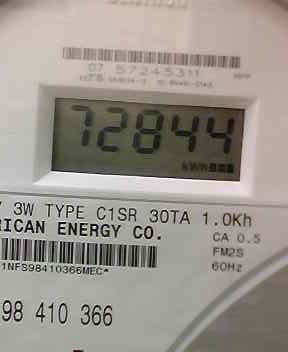 07 57245311
72844
kWh
3W TYPE C1SR 30TA 1.0Kh
RICAN ENERGY CO.
CA 0.5
FM2S
1NFS98410366MEC*
60Hz
98 410 366